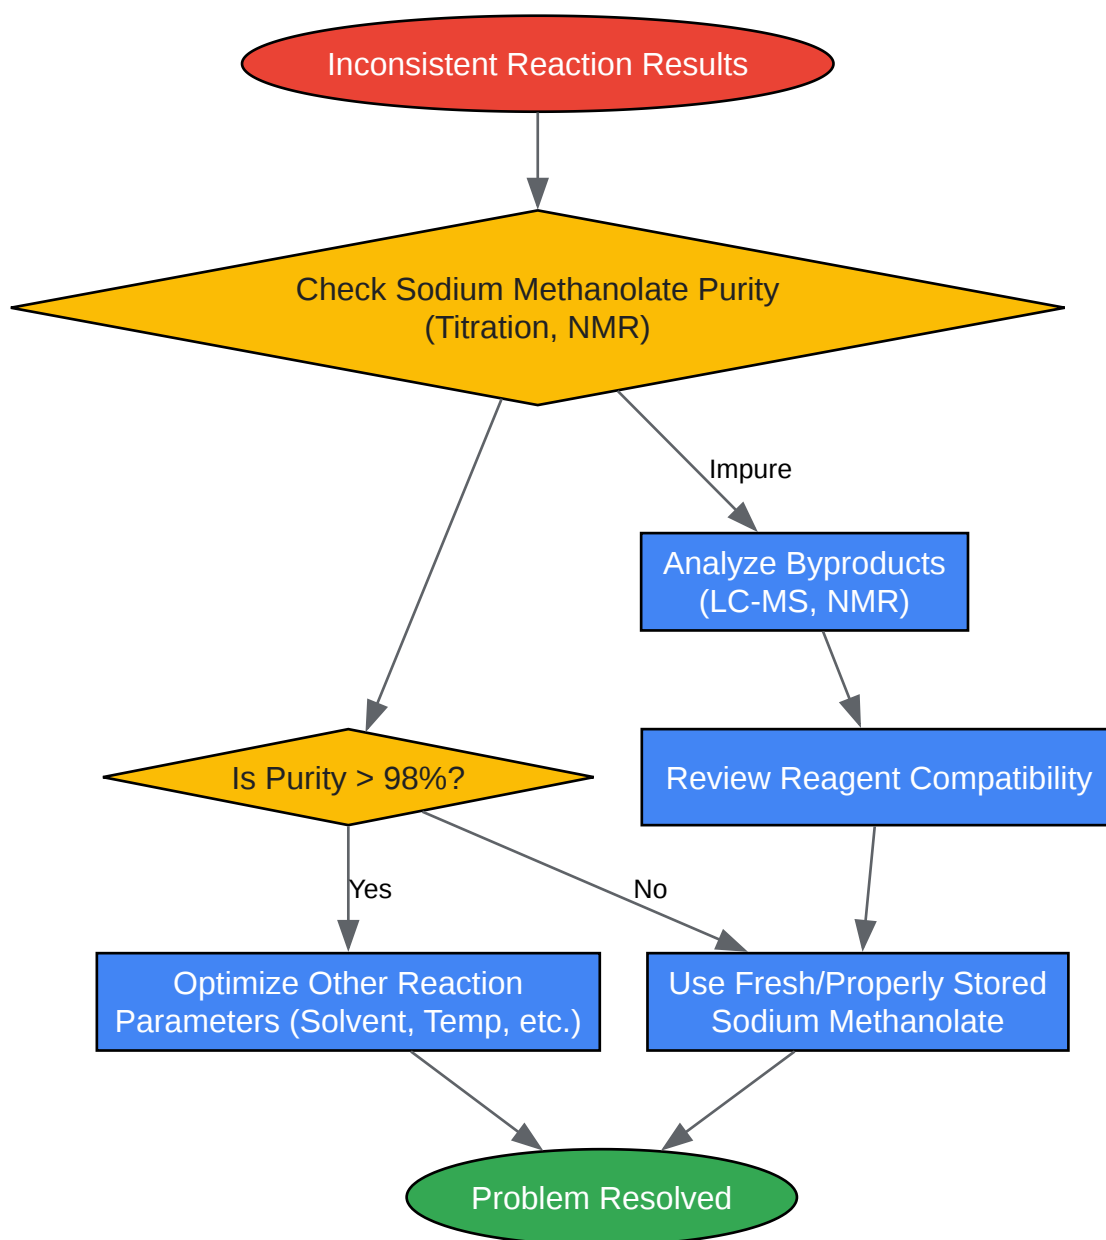 Inconsistent Reaction Results
Check Sodium Methanolate Purity
(Titration, NMR)
Impure
Analyze Byproducts
(LC-MS, NMR)
Is Purity > 98%?
Review Reagent Compatibility
Yes
No
Optimize Other Reaction
Parameters (Solvent, Temp, etc.)
Use Fresh/Properly Stored
Sodium Methanolate
Problem Resolved